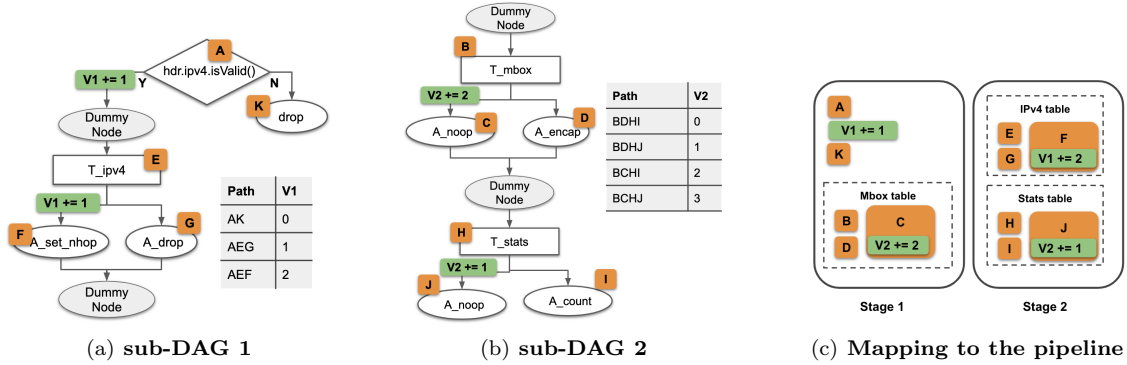 A
hdr.ipv4.isValid()
Y
N
V1 += 1
K
drop
Dummy
Node
E
T_ipv4
V1 += 1
F
A_set_nhop
G
A_drop
Dummy
Node
Path V1
AK 0
AEG 1
AEF 2
(a) sub-DAG 1
Dummy
Node
B
T_mbox
V2 += 2
A_noop
C
D
A_encap
Dummy
Node
H
T_stats
V2 += 1
J
A_noop
I
A_count
Path V2
BDHI 0
BDHJ 1
BCHI 2
BCHJ 3
(b) sub-DAG 2
A
V1 += 1
K
Mbox table
B
D
C
V2 += 2
Stage 1
IPv4 table
E
G
F
V1 += 2
Stats table
H
I
J
V2 += 1
Stage 2
(c) Mapping to the pipeline